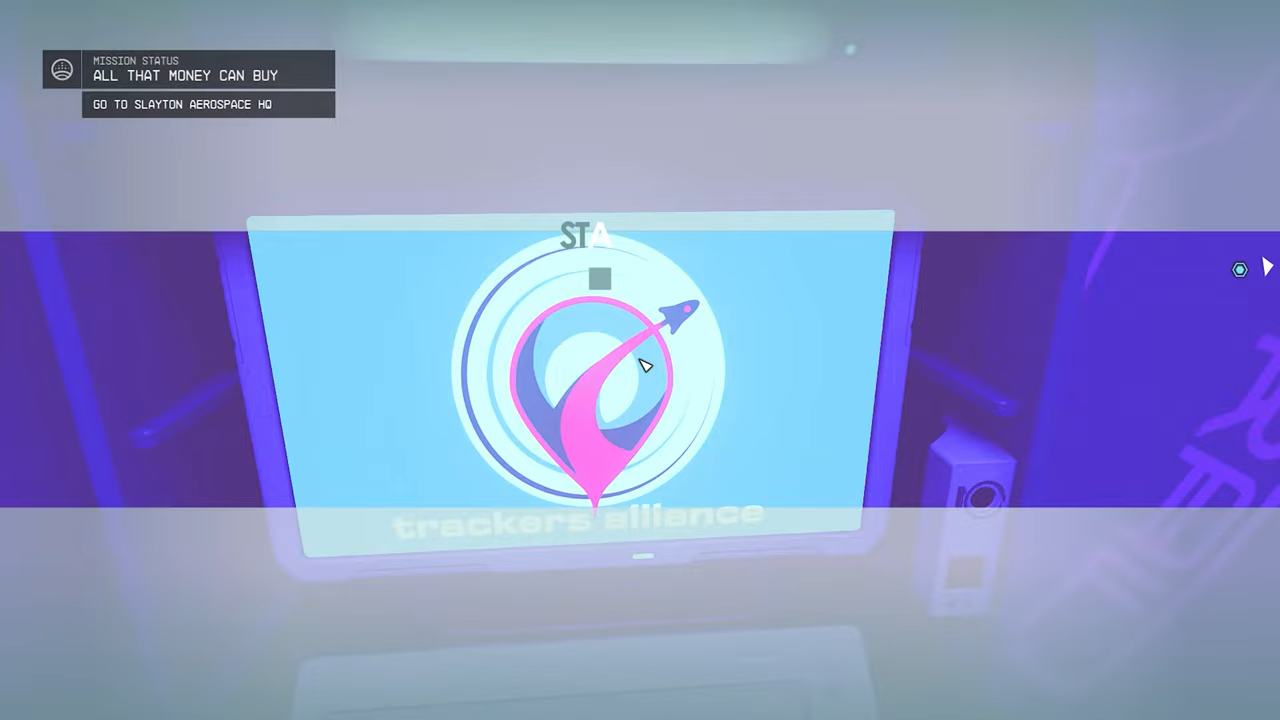 MISSION STATUS
ALL THAT MONEY CAN BUY
GO TO SLAYTON AEROSPACE HQ
STA
trackers alliance